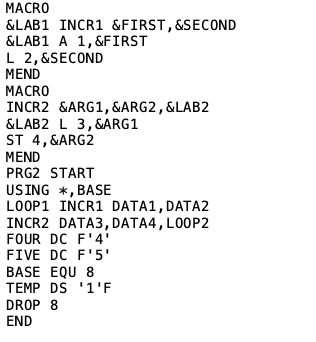 MACRO
&LAB1 INCR1 &FIRST,&SECOND
&LAB1 A 1,&FIRST
L 2,&SECOND
MEND
MACRO
INCR2 &ARG1,&ARG2,&LAB2
&LAB2 L 3,&ARG1
ST 4,&ARG2
MEND
PRG2 START
USING *,BASE
LOOP1 INCR1 DATA1,DATA2
INCR2 DATA3,DATA4,LOOP2
FOUR DC F'4'
FIVE DC F'5'
BASE EQU 8
TEMP DS '1'F
DROP 8
END